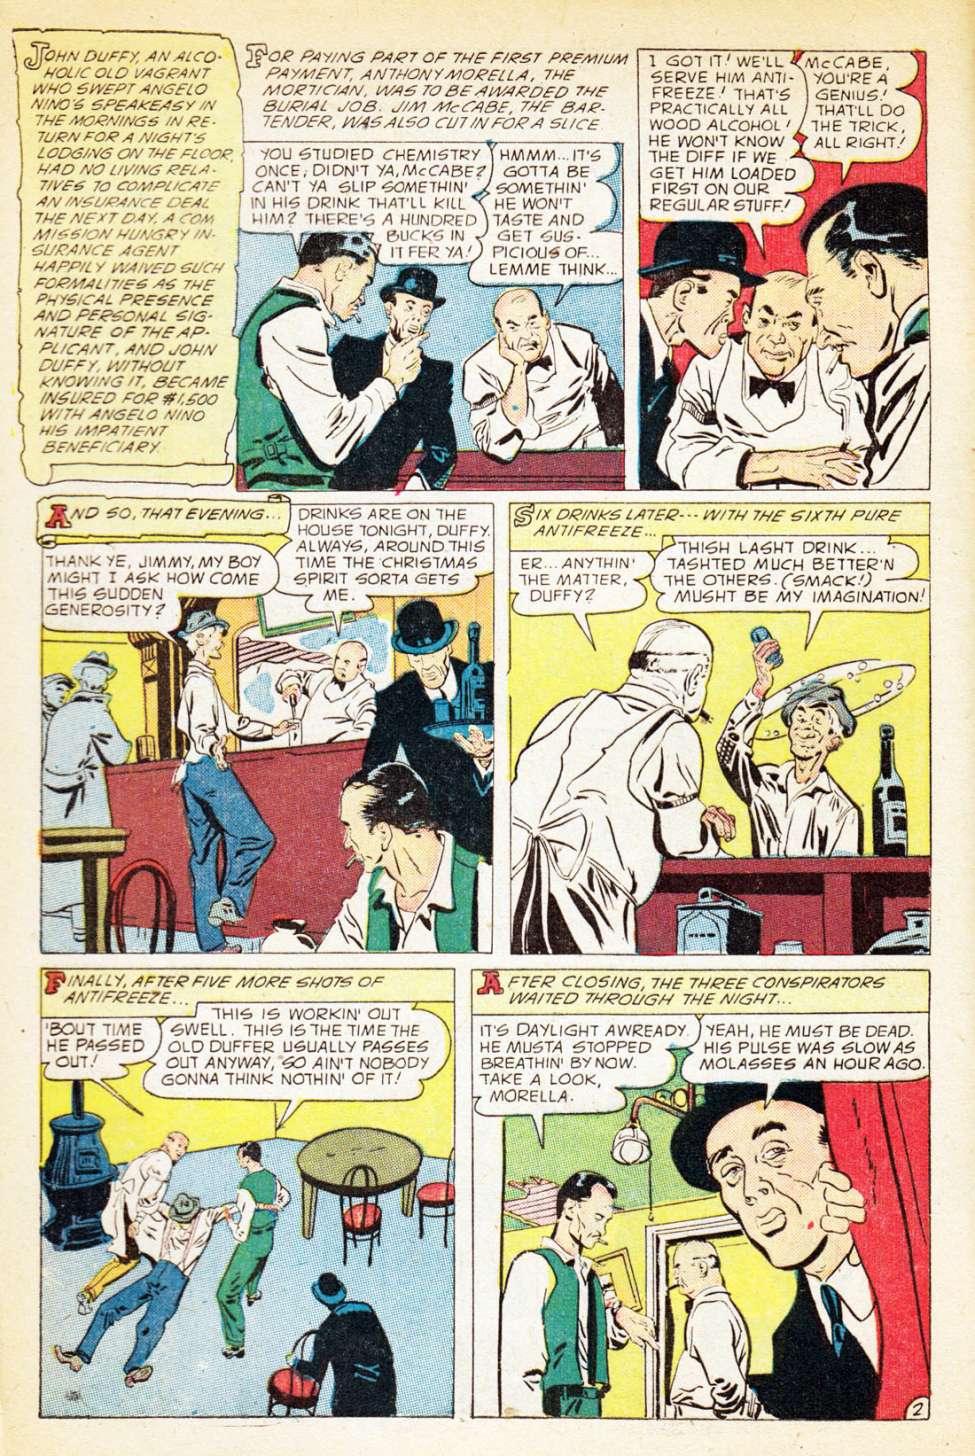 JOHN DUFFY, AN ALCO-
HOLIC OLD VAGRANT
WHO SWEPT ANGELO
NINO'S SPEAKEASY IN
THE MORNINGS IN RE-
TURN FOR A NIGHT'S
LODGING ON THE FLOOR,
HAD NO LIVING RELA-
TIVES TO COMPLICATE
AN INSURANCE DEAL
THE NEXT DAY. A COM
MISSION HUNGRY IN-
SURANCE AGENT
HAPPILY WAIVED SUCH
FORMALITIES AS THE
PHYSICAL PRESENCE
AND PERSONAL SIG-
NATURE OF THE AP-
PLICANT, AND JOHN
DUFFY, WITHOUT
KNOWING IT, BECAME
INSURED FOR $1,500
WITH ANGELO NINO
HIS IMPATIENT
BENEFICIARY.
FOR PAYING PART OF THE FIRST PREMIUM
PAYMENT, ANTHONY MORELLA, THE
MORTICIAN, WAS TO BE AWARDED THE
BURIAL JOB. JIM McCABE, THE BAR-
TENDER, WAS ALSO CUT IN FOR A SLICE
YOU STUDIED CHEMISTRY
ONCE, DIDN'T YA, McCABE?
CAN'T YA SLIP SOMETHIN'
IN HIS DRINK THAT'LL KILL
HIM? THERE'S A HUNDRED
BUCKS IN
IT FER YA!
HMMM...IT'S
GOTTA BE
SOMETHIN'
HE WON'T
TASTE AND
GET SUS-
PICIOUS OF...
LEMME THINK...
I GOT IT! WE'LL
SERVE HIM ANTI-
FREEZE! THAT'S
PRACTICALLY ALL
WOOD ALCOHOL!
HE WON'T KNOW
THE DIFF IF WE
GET HIM LOADED
FIRST ON OUR
REGULAR STUFF!
McCABE,
YOU'RE A
GENIUS!
THAT'LL DO
THE TRICK,
ALL RIGHT!
AND SO, THAT EVENING...
THANK YE, JIMMY, MY BOY
MIGHT I ASK HOW COME
THIS SUDDEN
GENEROSITY?
DRINKS ARE ON THE
HOUSE TONIGHT, DUFFY.
ALWAYS, AROUND THIS
TIME THE CHRISTMAS
SPIRIT SORTA GETS
ME.
SIX DRINKS LATER---WITH THE SIXTH PURE
ANTIFREEZE...
ER... ANYTHIN'
THE MATTER,
DUFFY?
THISH LASHT DRINK...
TASHTED MUCH BETTER'N
THE OTHERS. (SMACK!)
MUSHT BE MY IMAGINATION!
FINALLY, AFTER FIVE MORE SHOTS OF
ANTIFREEZE...
'BOUT TIME
HE PASSED
OUT!
THIS IS WORKIN' OUT
SWELL. THIS IS THE TIME THE
OLD DUFFER USUALLY PASSES
OUT ANYWAY, SO AIN'T NOBODY
GONNA THINK NOTHIN' OF IT!
AFTER CLOSING, THE THREE CONSPIRATORS
WAITED THROUGH THE NIGHT...
IT'S DAYLIGHT AWREADY.
HE MUSTA STOPPED
BREATHIN' BY NOW.
TAKE A LOOK,
MORELLA.
YEAH, HE MUST BE DEAD.
HIS PULSE WAS SLOW AS
MOLASSES AN HOUR AGO.
2